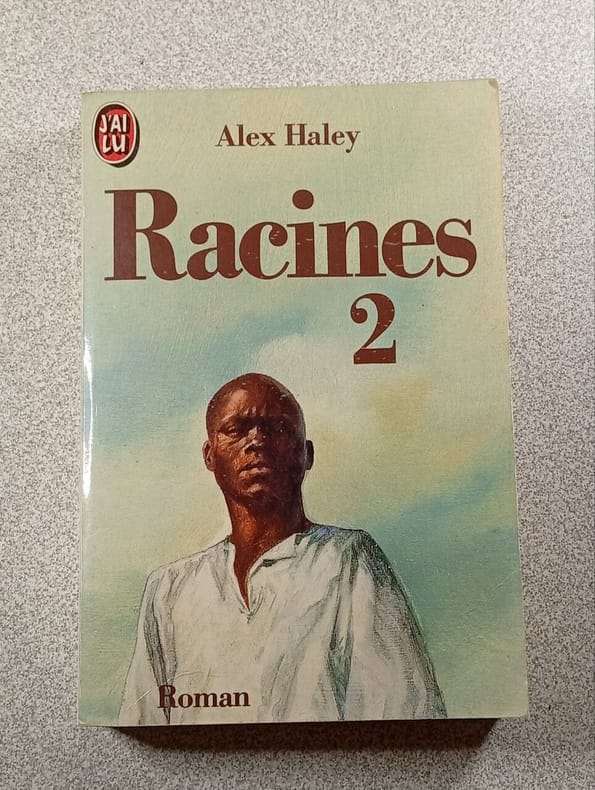 J'AI
LU
Alex Haley
Racines
2
Roman